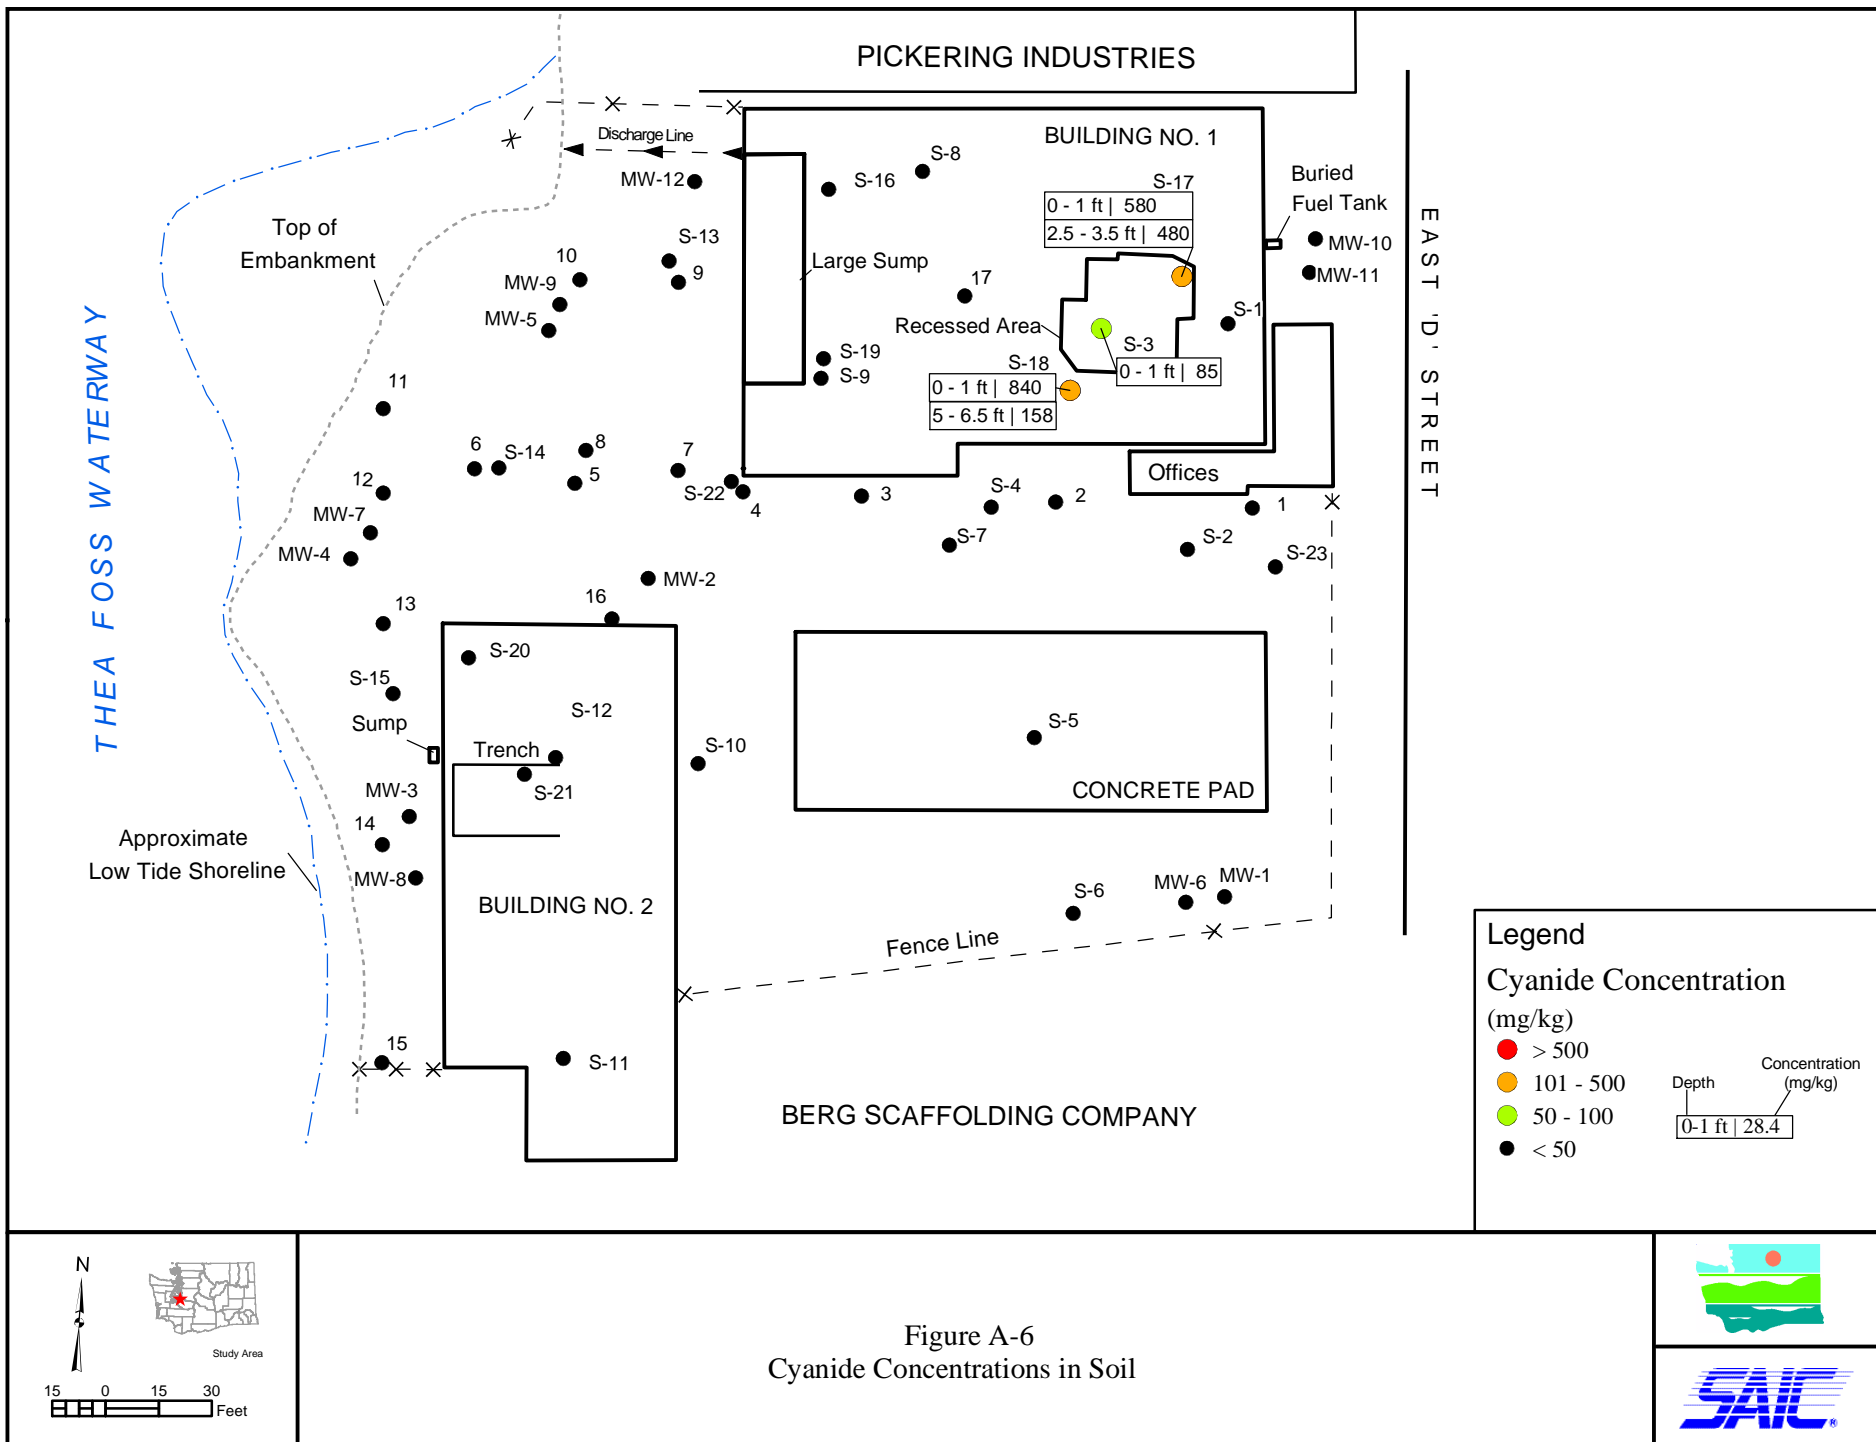 PICKERING INDUSTRIES
BUILDING NO. 1
Discharge Line
S-8
MW-12
S-16
S-17
Buried
Fuel Tank
0 - 1 ft | 580
2.5 - 3.5 ft | 480
Top of
Embankment
S-13
MW-10
10
9
Large Sump
MW-11
MW-9
17
MW-5
S-1
Recessed Area
S-3
S-19
S-18
0 - 1 ft | 85
S-9
0 - 1 ft | 840
5 - 6.5 ft | 158
EAST 'D' STREET
THEA FOSS WATERWAY
11
6
S-14
8
7
Offices
5
12
S-22
4
3
S-4
2
1
MW-7
S-7
S-2
S-23
MW-4
MW-2
16
13
S-20
S-15
S-12
Sump
Trench
S-10
S-5
S-21
CONCRETE PAD
MW-3
14
Approximate
Low Tide Shoreline
MW-8
BUILDING NO. 2
S-6
MW-6
MW-1
Fence Line
15
S-11
BERG SCAFFOLDING COMPANY
Legend
Cyanide Concentration
(mg/kg)
> 500
101 - 500
50 - 100
< 50
Depth
Concentration
(mg/kg)
0-1 ft | 28.4
N
Study Area
15 0 15 30
Feet
Figure A-6
Cyanide Concentrations in Soil
SAIC®